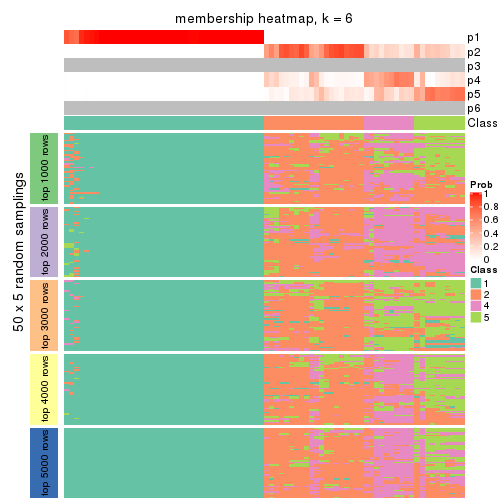 membership heatmap, k = 6
p1
p2
p3
p4
p5
p6
Class
50 x 5 random samplings
top 1000 rows
top 2000 rows
top 3000 rows
top 4000 rows
top 5000 rows
Prob
1
0.8
0.6
0.4
0.2
0
Class
1
2
4
5